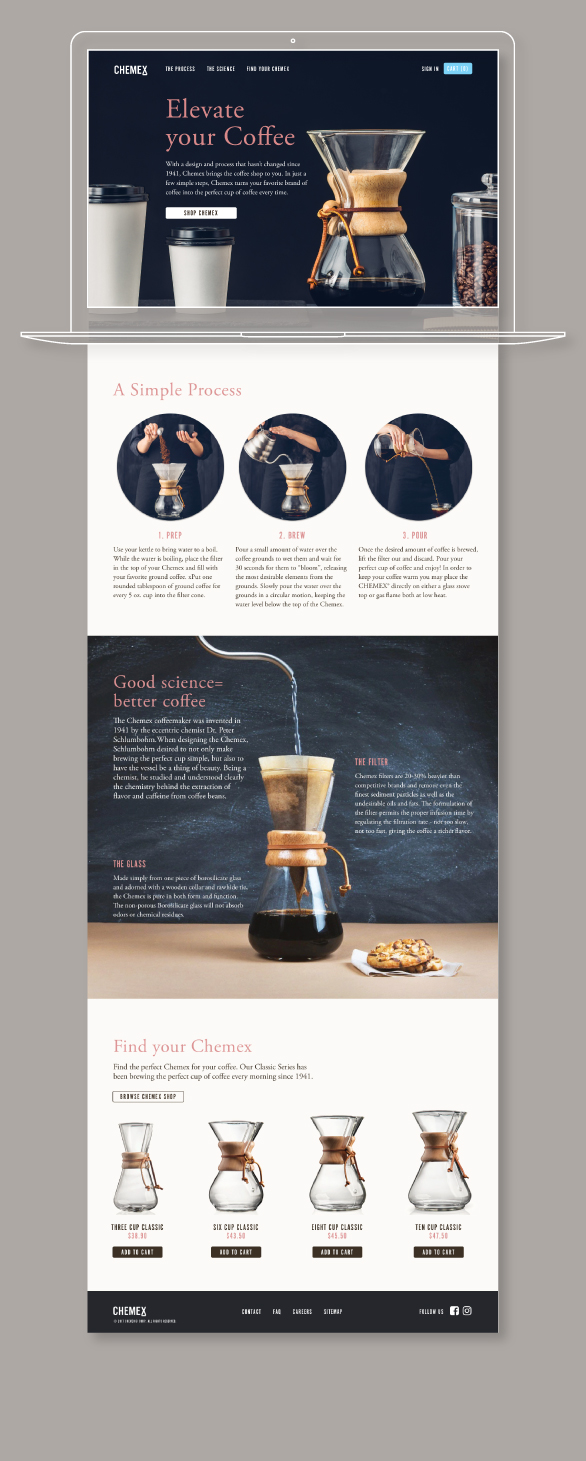 CHEMEX
THE PROCESS THE SCIENCE FIND YOUR CHEMEX
SIGN IN CART (0)
Elevate
your Coffee
With a design and process that hasn't changed since
1941, Chemex brings the coffee shop to you. In just a
few simple steps, Chemex turns your favorite brand of
coffee into the perfect cup of coffee every time.
SHOP CHEMEX
A Simple Process
1. PREP
Use your kettle to bring water to a boil.
While the water is boiling, place the filter
in the top of your Chemex and fill with
your favorite ground coffee. sPut one
rounded tablespoon of ground coffee for
every 5 oz. cup into the filter cone.
2. BREW
Pour a small amount of water over the
coffee grounds to wet them and wait for
30 seconds for them to "bloom", releasing
the most desirable elements from the
grounds. Slowly pour the water over the
grounds in a circular motion, keeping the
water level below the top of the Chemex.
3. POUR
Once the desired amount of coffee is brewed,
lift the filter out and discard. Pour your
perfect cup of coffee and enjoy! In order to
keep your coffee warm you may place the
CHEMEX® directly on either a glass stove
top or gas flame both at low heat.
Good science=
better coffee
The Chemex coffeemaker was invented in
1941 by the eccentric chemist Dr. Peter
Schlumbohm. When designing the Chemex,
Schlumbohm desired to not only make
brewing the perfect cup simple, but also to
have the vessel be a thing of beauty. Being a
chemist, he studied and understood clearly
the chemistry behind the extraction of
flavor and caffeine from coffee beans.
THE FILTER
Chemex filters are 20-30% heavier than
competitive brands and remove even the
finest sediment particles as well as the
undesirable oils and fats. The formulation of
the filter permits the proper infusion time by
regulating the filtration rate - not too slow,
not too fast, giving the coffee a richer flavor.
THE GLASS
Made simply from one piece of borosilicate glass
and adorned with a wooden collar and rawhide tie,
the Chemex is pure in both form and function.
The non-porous Borosilicate glass will not absorb
odors or chemical residues.
Find your Chemex
Find the perfect Chemex for your coffee. Our Classic Series has
been brewing the perfect cup of coffee every morning since 1941.
BROWSE CHEMEX SHOP
THREE CUP CLASSIC
$38.90
ADD TO CART
SIX CUP CLASSIC
$43.50
ADD TO CART
EIGHT CUP CLASSIC
$45.50
ADD TO CART
TEN CUP CLASSIC
$47.50
ADD TO CART
CHEMEX
ALL RIGHTS RESERVED
CONTACT FAQ CAREERS SITEMAP
FOLLOW US